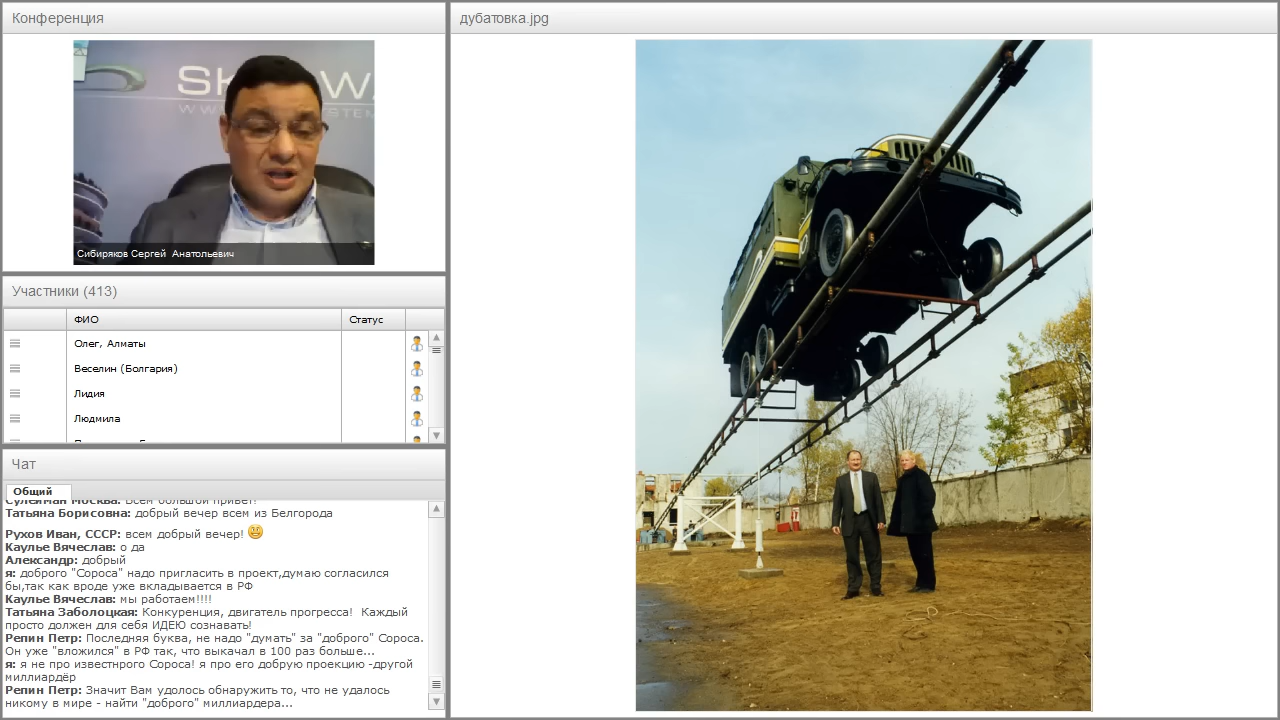 Конференция
дубатовка.jpg
Сибиряков Сергей Анатольевич
Участники (413)
ФИО Статус
Олег, Алматы
Веселин (Болгария)
Лидия
Людмила
Чат
Общий
Сулейман Москва: Всем большой привет!
Татьяна Борисовна: добрый вечер всем из Белгорода
Рухов Иван, СССР: всем добрый вечер!
Каулье Вячеслав: о да
Александр: добрый
я: доброго "Сороса" надо пригласить в проект,думаю согласился
бы,так как вроде уже вкладывается в РФ
Каулье Вячеслав: мы работаем!!!!
Татьяна Заболоцкая: Конкуренция, двигатель прогресса! Каждый
просто должен для себя ИДЕЮ сознавать!
Репин Петр: Последняя буква, не надо "думать" за "доброго" Сороса.
Он уже "вложился" в РФ так, что выкачал в 100 раз больше...
я: я не про известнрого Сороса! я про его добрую проекцию -другой
миллиардёр
Репин Петр: Значит Вам удалось обнаружить то, что не удалось
никому в мире - найти "доброго" миллиардера...